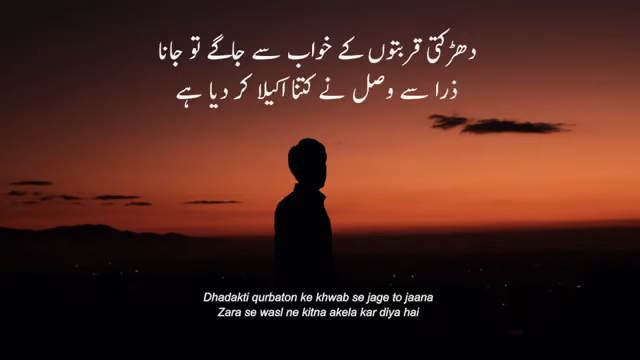 دھڑکتی قربتوں کے خواب سے جاگے تو جانا
ذرا سے وصل نے کتنا اکیلا کر دیا ہے
Dhadakti qurbaton ke khwab se jage to jaana
Zara se wasl ne kitna akela kar diya hai